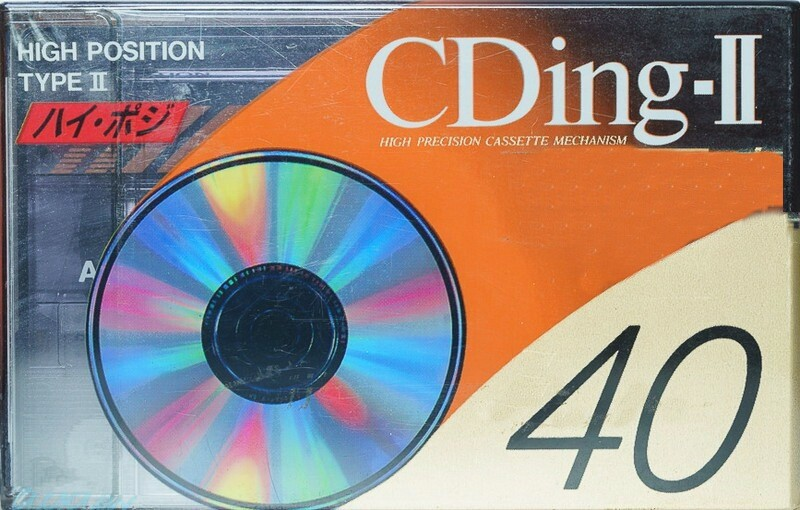 HIGH POSITION
TYPE II
ハイ・ポジ
CDing-II
HIGH PRECISION CASSETTE MECHANISM
A
40